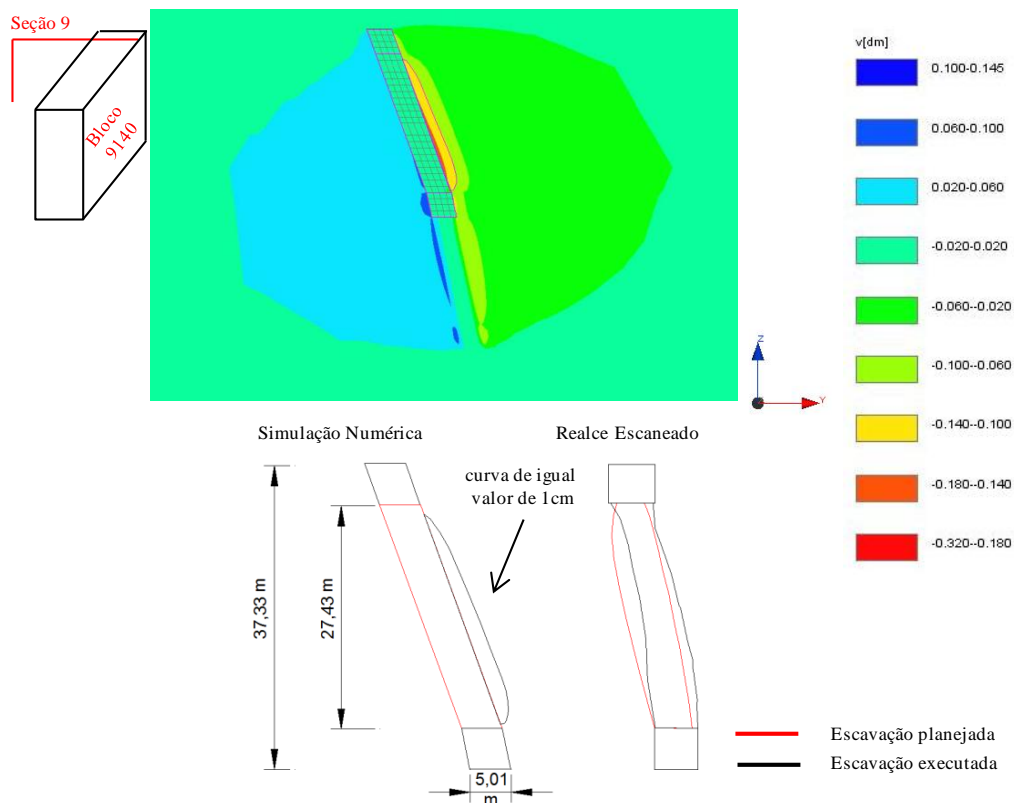 Seção 9
Bloco
9140
v[dm]
0.100-0.145
0.060-0.100
0.020-0.060
-0.020-0.020
-0.060--0.020
-0.100--0.060
-0.140--0.100
-0.180--0.140
-0.320--0.180
Z
Y
Simulação Numérica
Realce Escaneado
curva de igual
valor de 1cm
37,33 m
27,43 m
5,01
m
Escavação planejada
Escavação executada